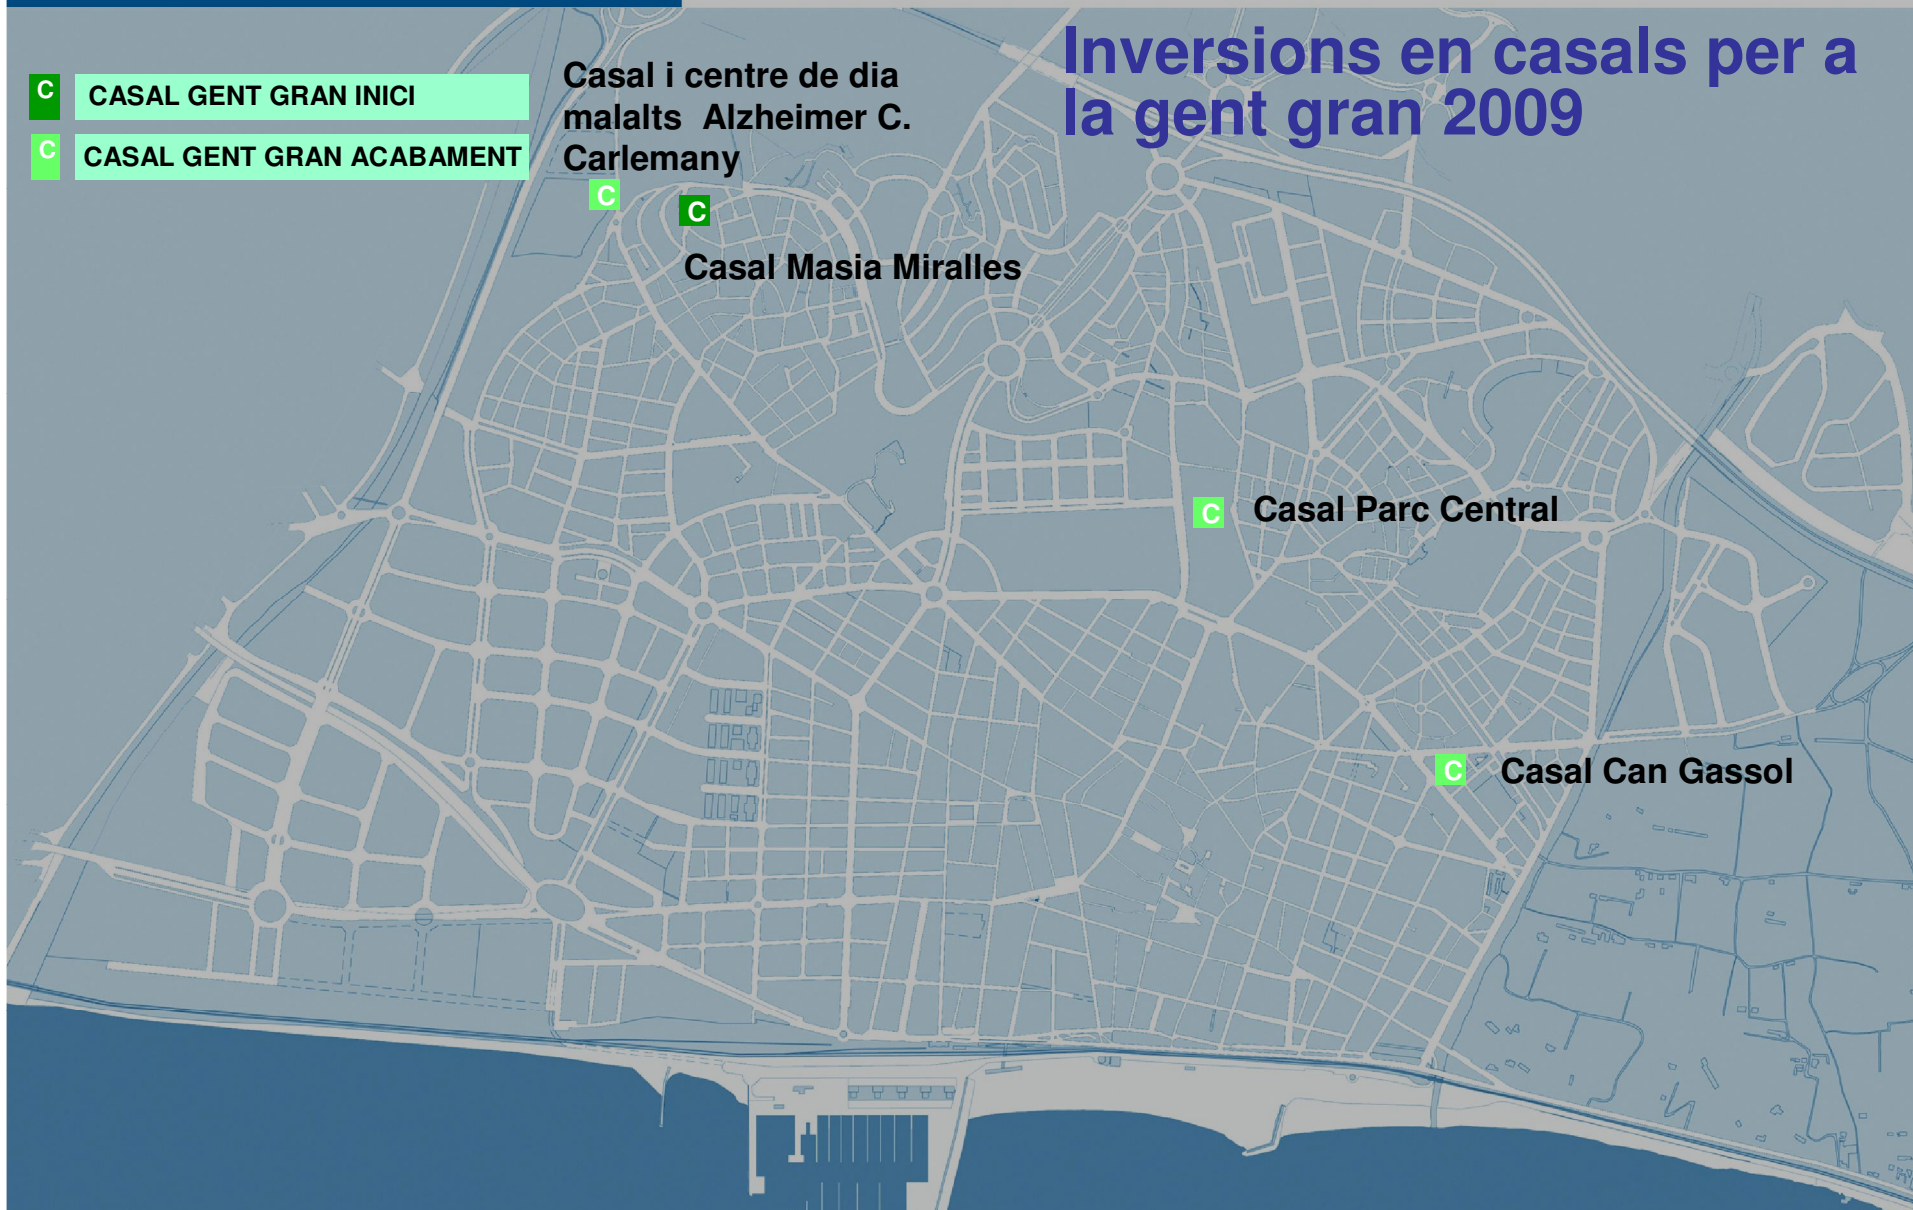 Inversions en casals per a
la gent gran 2009
C CASAL GENT GRAN INICI
C CASAL GENT GRAN ACABAMENT
Casal i centre de dia
malalts Alzheimer C.
Carlemany
C
C
Casal Masia Miralles
C Casal Parc Central
C Casal Can Gassol